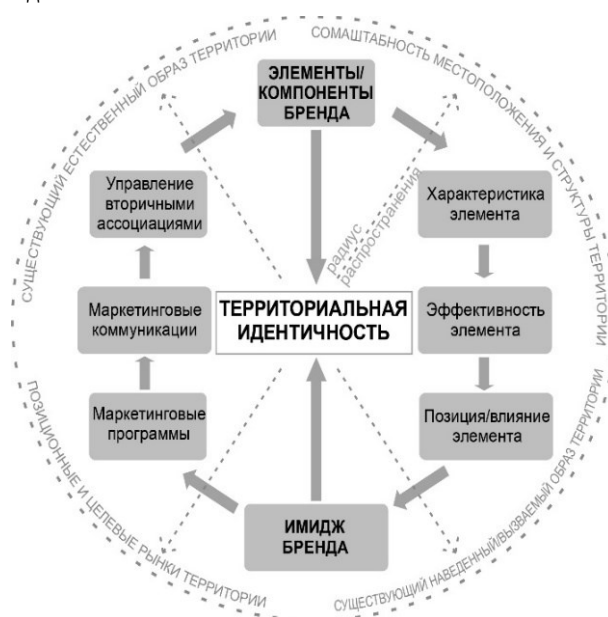 СУЩЕСТВУЮЩИЙ ЕСТЕСТВЕННЫЙ ОБРАЗ ТЕРРИТОРИИ
СОМАШТАБНОСТЬ МЕСТОПОЛОЖЕНИЯ И СТРУКТУРЫ ТЕРРИТОРИИ
ЭЛЕМЕНТЫ/
КОМПОНЕНТЫ
БРЕНДА
Управление
вторичными
ассоциациями
радиус
распространения
Характеристика
элемента
Маркетинговые
коммуникации
ТЕРРИТОРИАЛЬНАЯ
ИДЕНТИЧНОСТЬ
Эффективность
элемента
Маркетинговые
программы
Позиция/влияние
элемента
ИМИДЖ
БРЕНДА
ПОЗИЦИОННЫЕ И ЦЕЛЕВЫЕ РЫНКИ ТЕРРИТОРИИ
СУЩЕСТВУЮЩИЙ НАВЕДЕННЫЙ/ВЫЗВАЕМЫЙ ОБРАЗ ТЕРРИТОРИИ